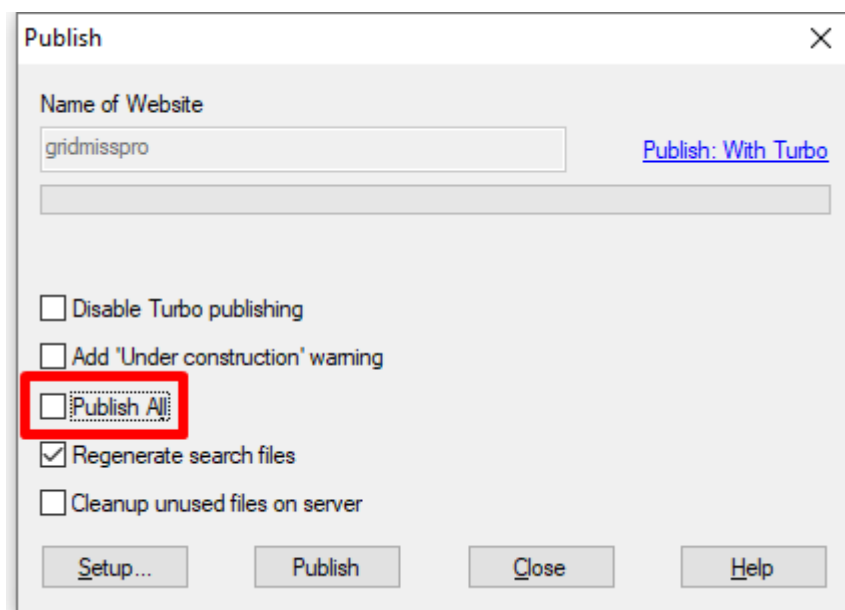 Publish
Name of Website
gridmisspro
Publish: With Turbo
Disable Turbo publishing
Add 'Under construction' warning
Publish All
Regenerate search files
Cleanup unused files on server
Setup... Publish Close Help